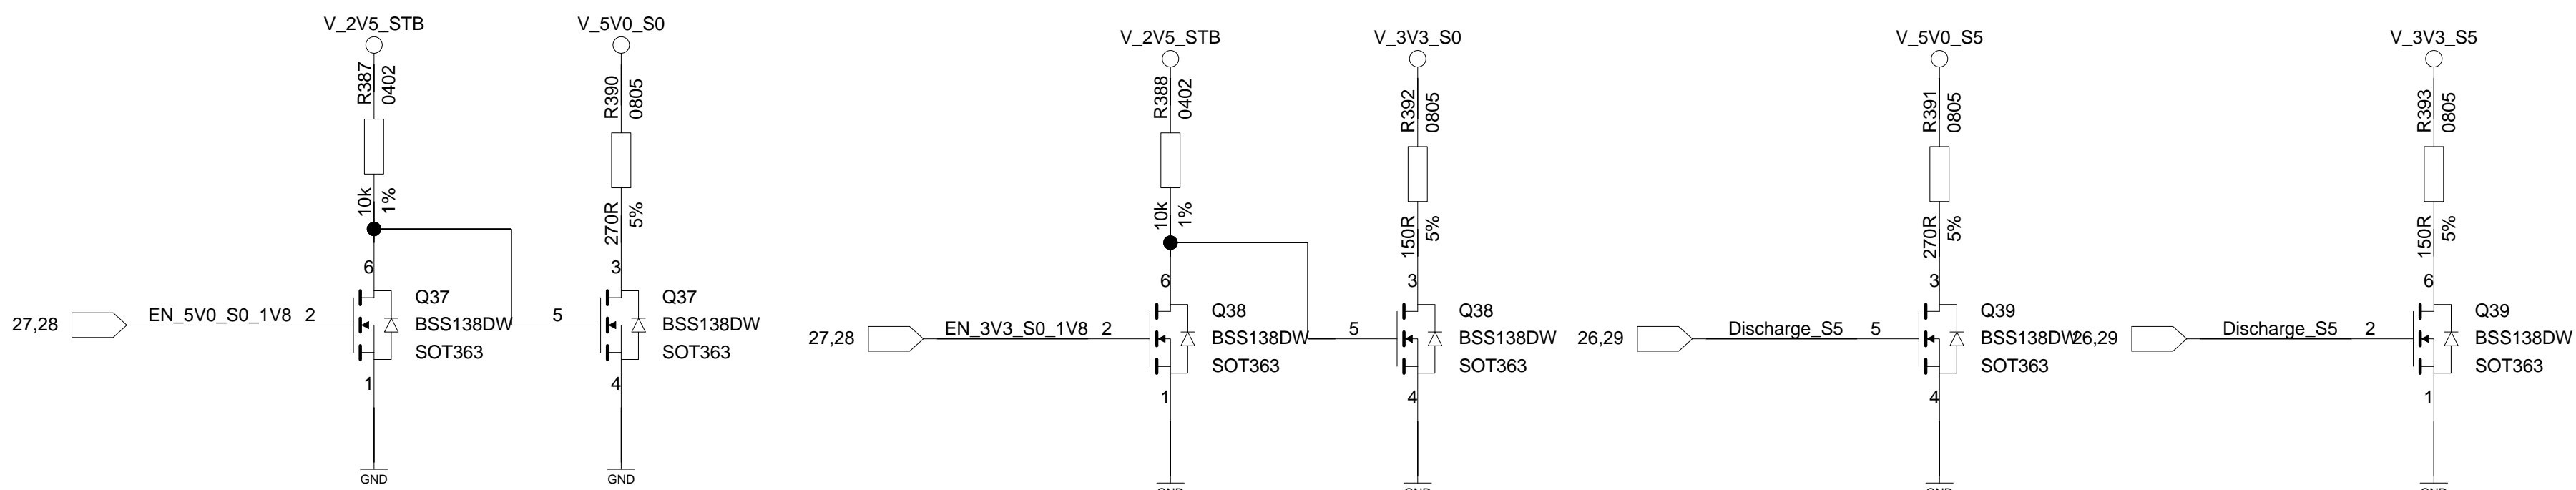 V_2V5_STB
R387
0402
10k
1%
6
27,28
EN_5V0_S0_1V8
2
Q37
BSS138DW
SOT363
1
GND
V_5V0_S0
R390
0805
270R
5%
3
5
Q37
BSS138DW
SOT363
4
GND
V_2V5_STB
R388
0402
10k
1%
6
27,28
EN_3V3_S0_1V8
2
Q38
BSS138DW
SOT363
1
GND
V_3V3_S0
R392
0805
150R
5%
3
5
Q38
BSS138DW
SOT363
4
GND
V_5V0_S5
R391
0805
270R
5%
3
26,29
Discharge_S5
5
Q39
BSS138DW
SOT363
4
GND
V_3V3_S5
R393
0805
150R
5%
6
26,29
Discharge_S5
2
Q39
BSS138DW
SOT363
1
GND